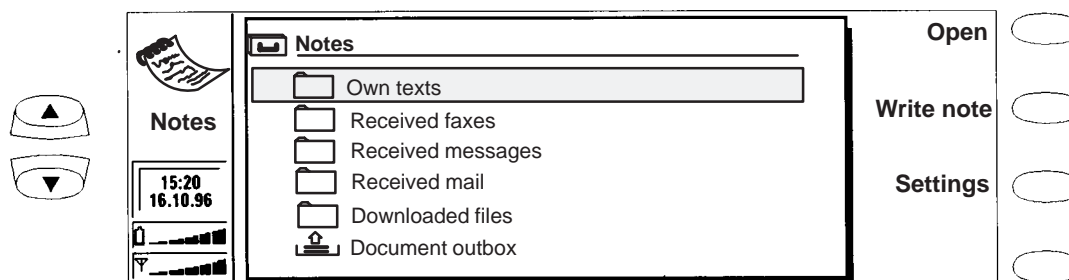 Notes
15:20
16.10.96
Notes
Own texts
Received faxes
Received messages
Received mail
Downloaded files
Document outbox
Open
Write note
Settings